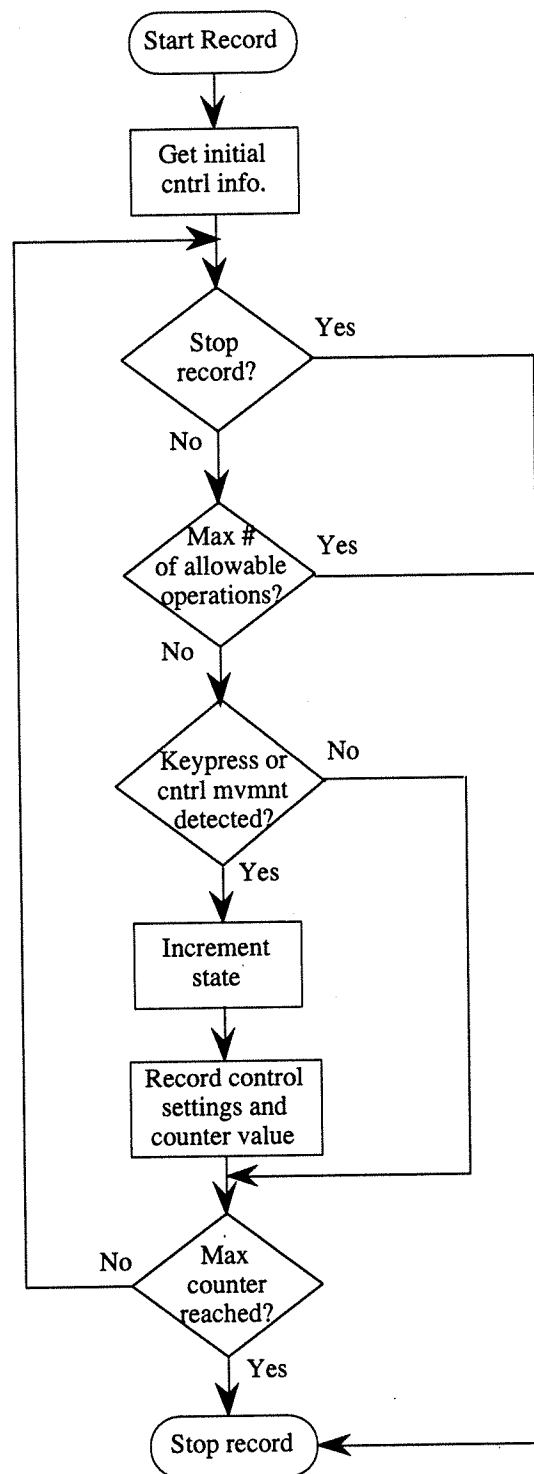 Start Record
Get initial
cntrl info.
Stop
record?
Yes
No
Max #
of allowable
operations?
Yes
No
Keypress or
cntrl mvmnt
detected?
No
Yes
Increment
state
Record control
settings and
counter value
No
Max
counter
reached?
Yes
Stop record